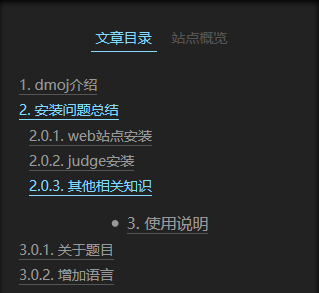 文章目录 站点概览
1. dmoj介绍
2. 安装问题总结
2.0.1. web站点安装
2.0.2. judge安装
2.0.3. 其他相关知识
3. 使用说明
3.0.1. 关于题目
3.0.2. 增加语言